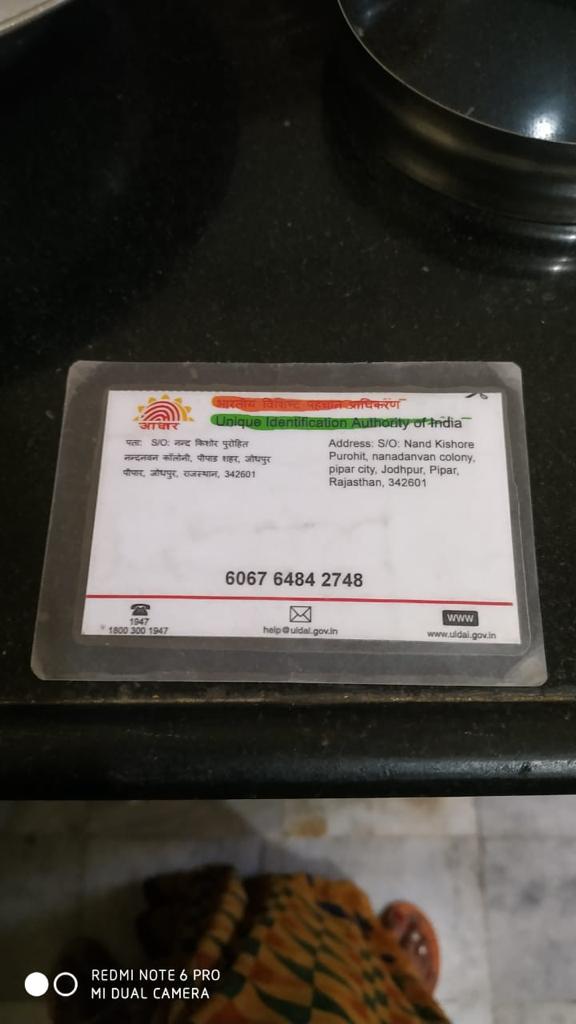 भारतीय विशिष्ट पहचान प्राधिकरण
Unique Identification Authority of India
आधार
पता: S/O: नन्द किशोर पुरोहित
नन्दनवन कॉलोनी, पीपाड शहर, जोधपुर
पीपार, जोधपुर, राजस्थान, 342601
Address: S/O: Nand Kishore
Purohit, nanadanvan colony,
pipar city, Jodhpur, Pipar,
Rajasthan, 342601
6067 6484 2748
1947
1800 300 1947
help@uidai.gov.in
WWW
www.uidai.gov.in
REDMI NOTE 6 PRO
MI DUAL CAMERA